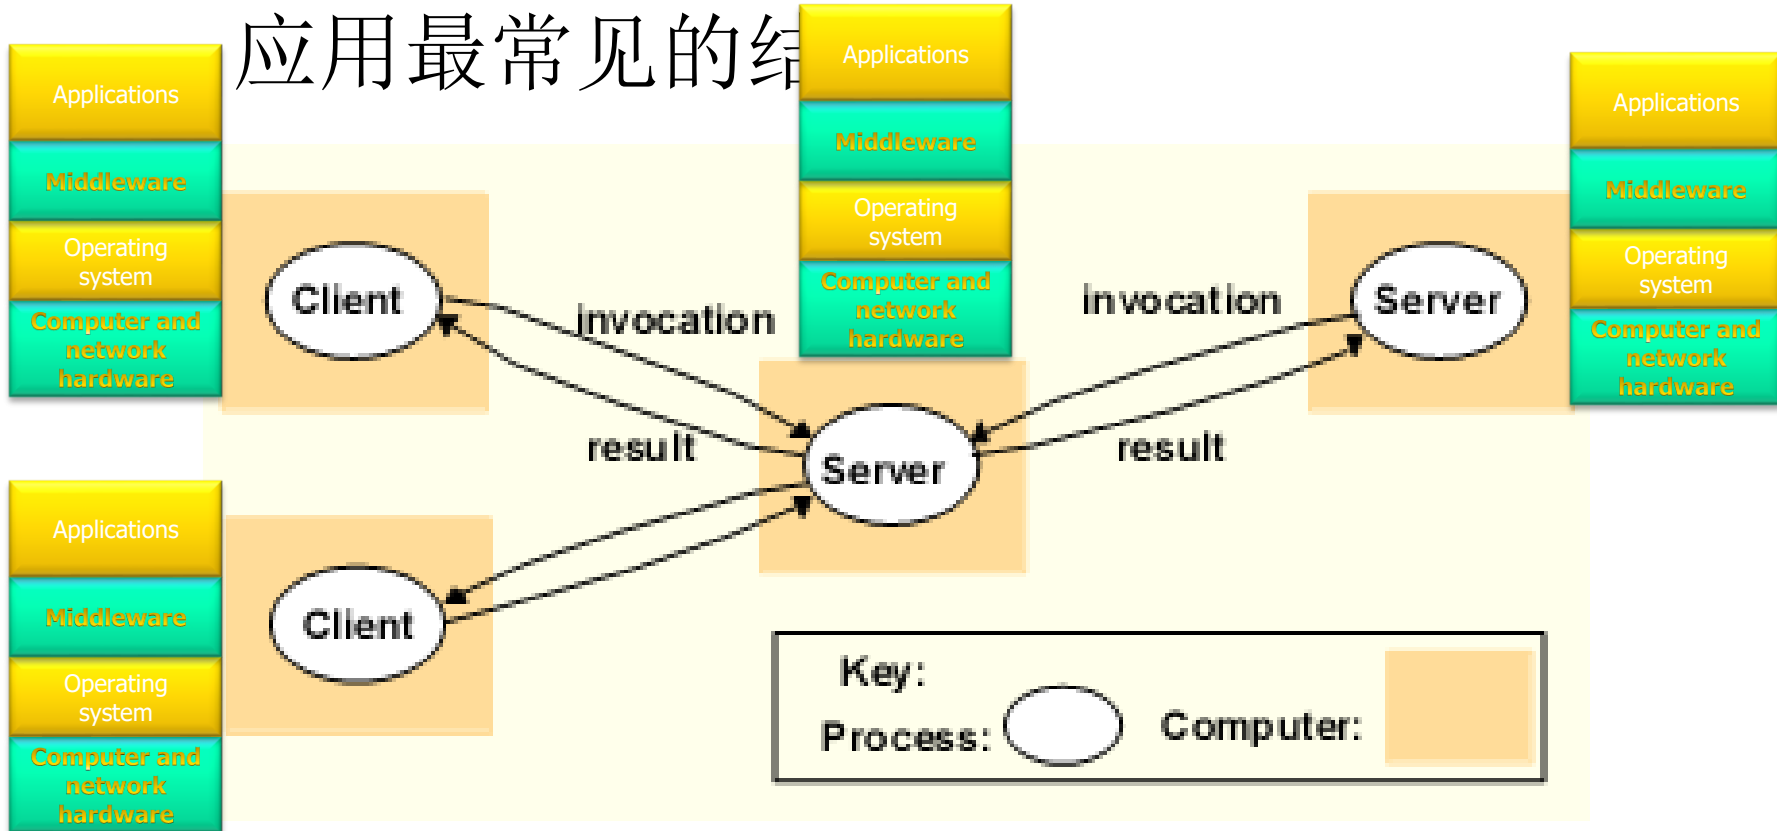 应用最常见的
Applications
Middleware
Operating
system
Computer and
network
hardware
Applications
Middleware
Operating
system
Computer and
network
hardware
Applications
Middleware
Operating
system
Computer and
network
hardware
Client
invocation
result
Server
invocation
result
Server
Applications
Middleware
Operating
system
Computer and
network
hardware
Client
Key:
Process:
Computer: